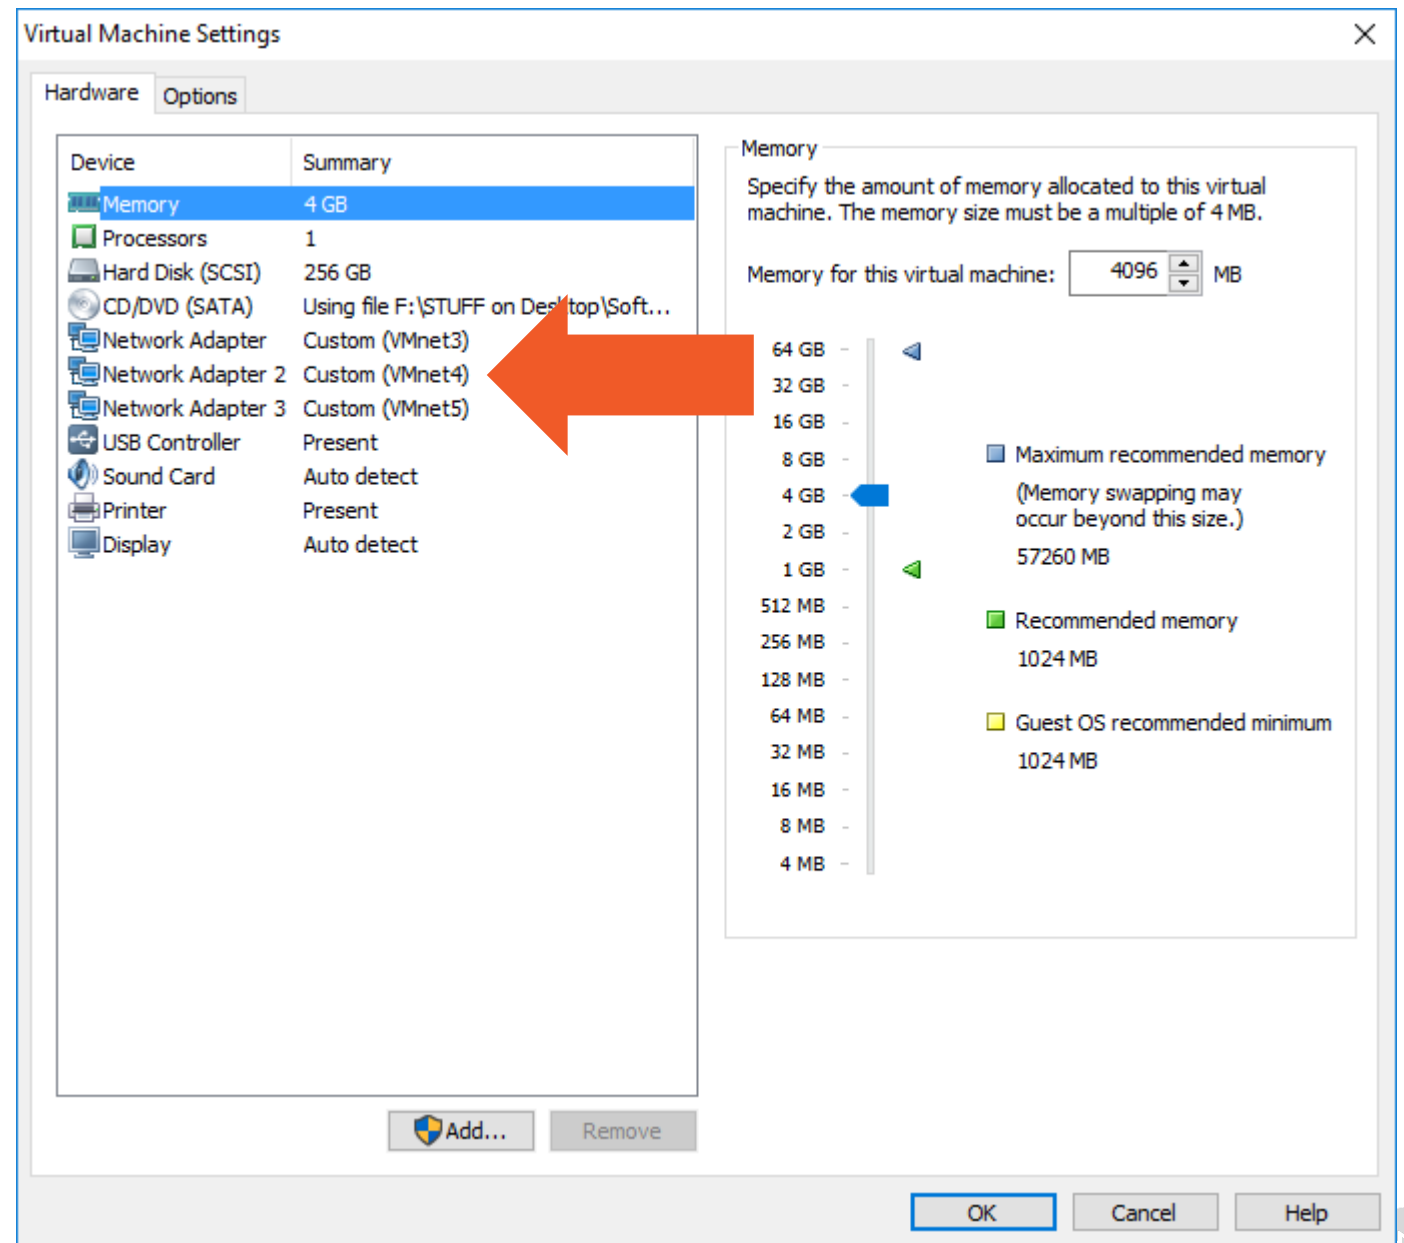 Virtual Machine Settings
Hardware Options
Device Summary
Memory 4 GB
Processors 1
Hard Disk (SCSI) 256 GB
CD/DVD (SATA) Using file F:\STUFF on Desktop\Soft...
Network Adapter Custom (VMnet3)
Network Adapter 2 Custom (VMnet4)
Network Adapter 3 Custom (VMnet5)
USB Controller Present
Sound Card Auto detect
Printer Present
Display Auto detect
Add... Remove
Memory
Specify the amount of memory allocated to this virtual
machine. The memory size must be a multiple of 4 MB.
Memory for this virtual machine: 4096 MB
64 GB
32 GB
16 GB
8 GB
4 GB
2 GB
1 GB
512 MB
256 MB
128 MB
64 MB
32 MB
16 MB
8 MB
4 MB
Maximum recommended memory
(Memory swapping may
occur beyond this size.)
57260 MB
Recommended memory
1024 MB
Guest OS recommended minimum
1024 MB
OK Cancel Help